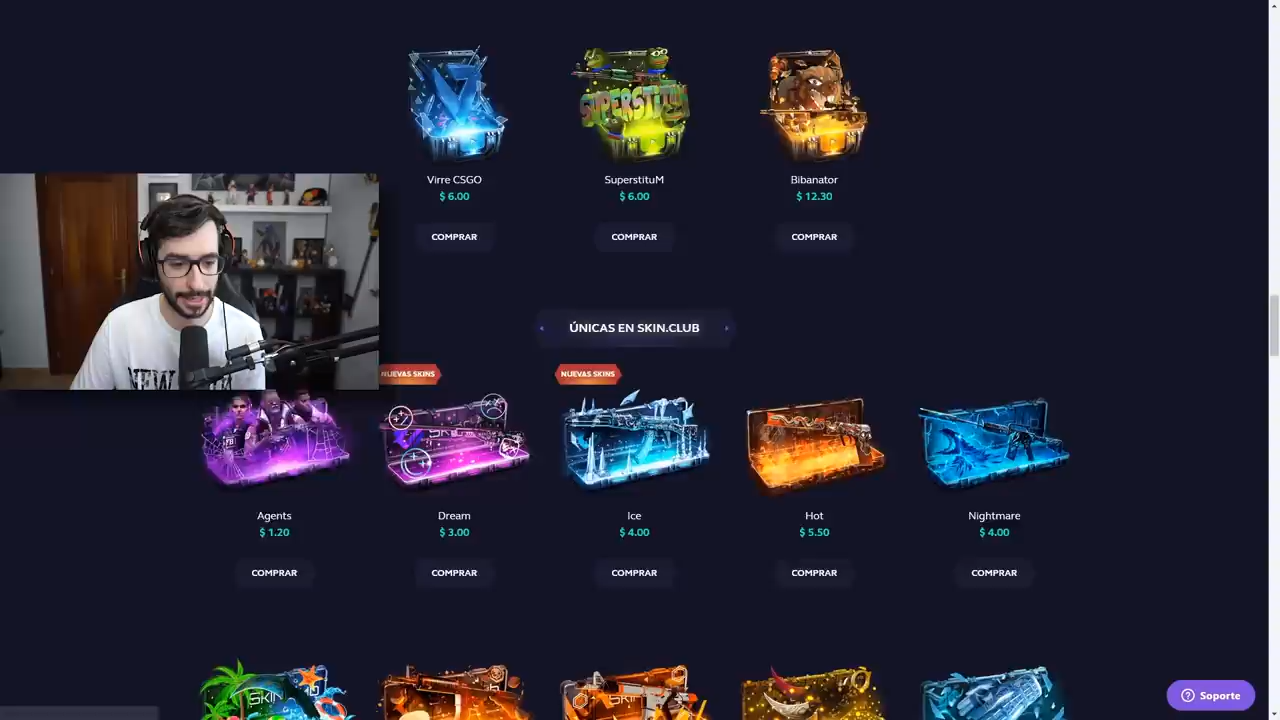 SUPERSTITUM
Virre CSGO
SuperstituM
Bibanator
$ 6.00
$ 6.00
$ 12.30
COMPRAR
COMPRAR
COMPRAR
ÚNICAS EN SKIN.CLUB
NUEVAS SKINS
NUEVAS SKINS
Agents
Dream
Ice
Hot
Nightmare
$ 1.20
$ 3.00
$ 4.00
$ 5.50
$ 4.00
COMPRAR
COMPRAR
COMPRAR
COMPRAR
COMPRAR
Soporte